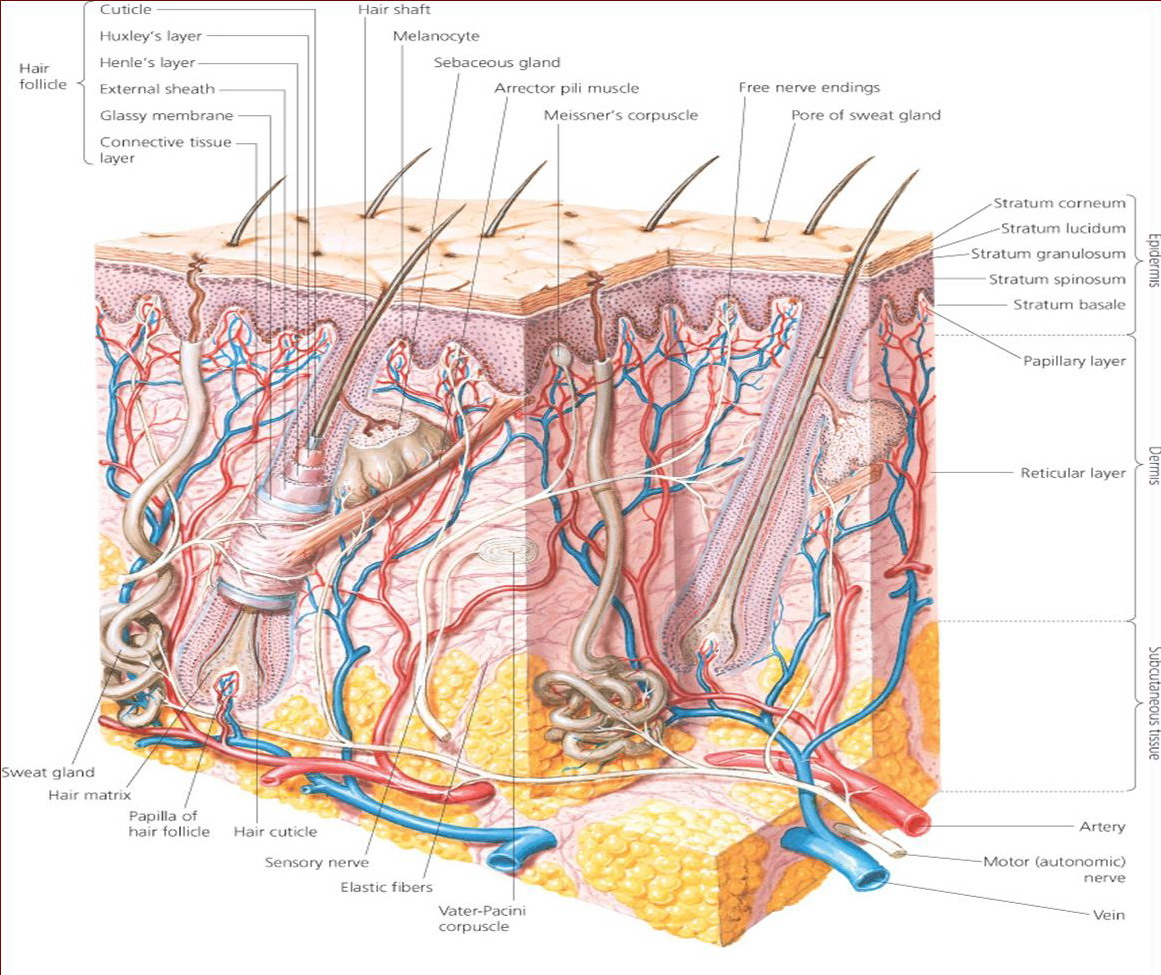 Hair
follicle
Cuticle
Huxley's layer
Henle's layer
External sheath
Glassy membrane
Connective tissue
layer
Hair shaft
Melanocyte
Sebaceous gland
Arrector pili muscle
Meissner's corpuscle
Free nerve endings
Pore of sweat gland
Stratum corneum
Stratum lucidum
Stratum granulosum
Stratum spinosum
Stratum basale
Epidermis
Papillary layer
Reticular layer
Dermis
Subcutaneous tissue
Sweat gland
Hair matrix
Papilla of
hair follicle
Hair cuticle
Sensory nerve
Elastic fibers
Vater-Pacini
corpuscle
Artery
Motor (autonomic)
nerve
Vein